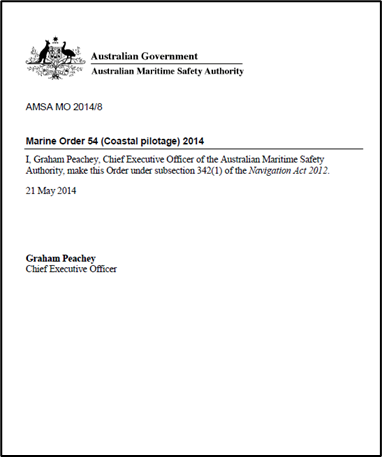 Australian Government
Australian Maritime Safety Authority
AMSA MO 2014/8
Marine Order 54 (Coastal pilotage) 2014
I, Graham Peachey, Chief Executive Officer of the Australian Maritime Safety
Authority, make this Order under subsection 342(1) of the Navigation Act 2012.
21 May 2014
Graham Peachey
Chief Executive Officer